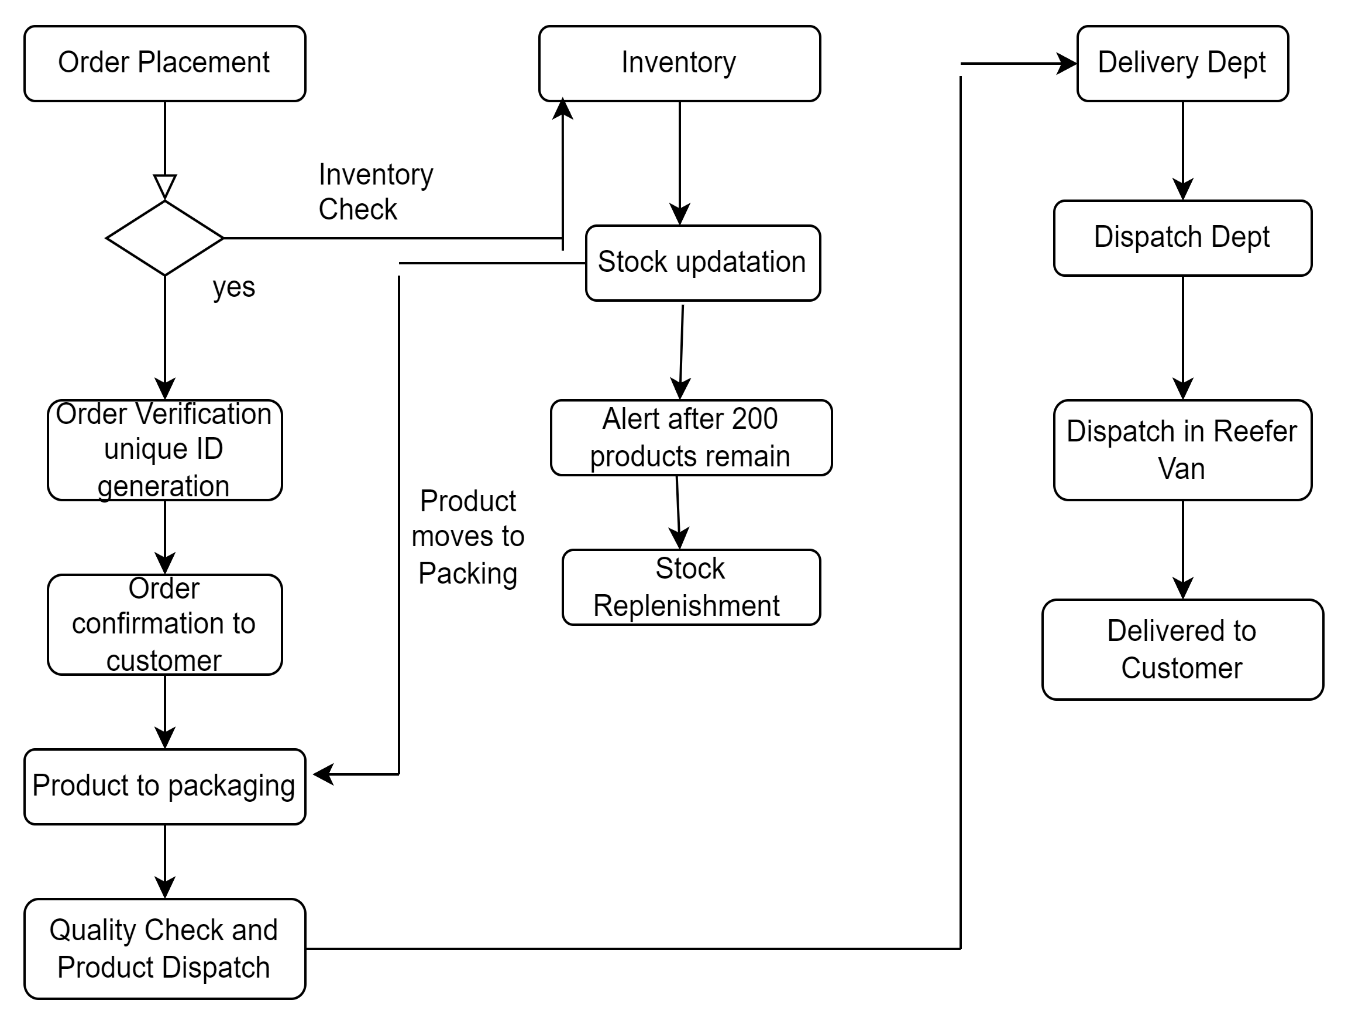 Order Placement
Inventory
Check
yes
Order Verification
unique ID
generation
Order
confirmation to
customer
Product to packaging
Quality Check and
Product Dispatch
Inventory
Stock updatation
Alert after 200
products remain
Stock
Replenishment
Product
moves to
Packing
Delivery Dept
Dispatch Dept
Dispatch in Reefer
Van
Delivered to
Customer